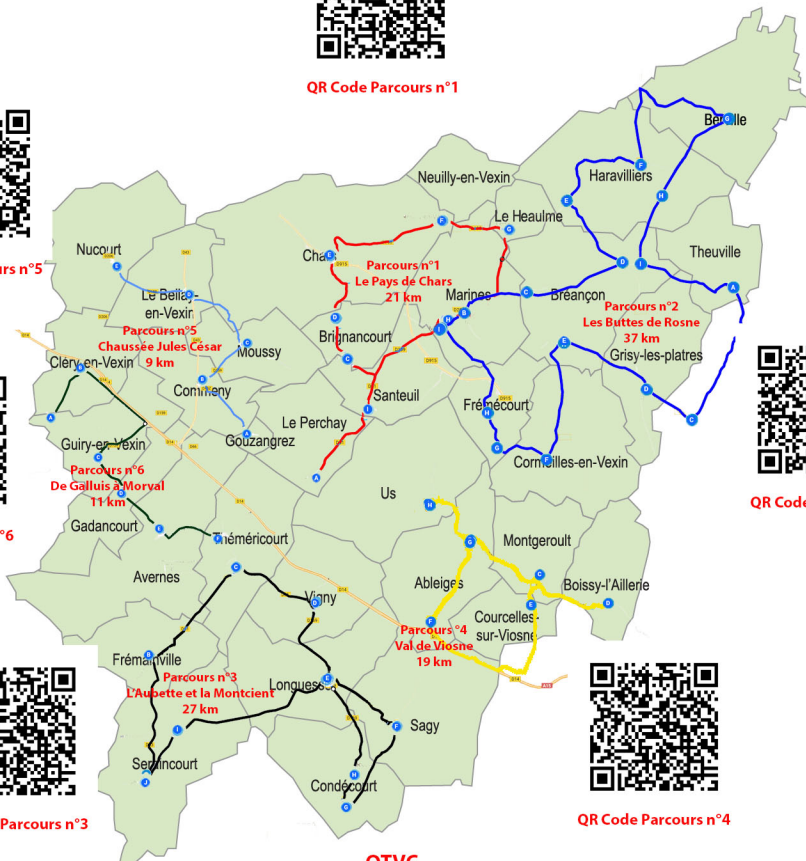 QR Code Parcours n°1
Berville
Neuilly-en-Vexin
Haravilliers
Le Heaulme
Theuville
Nucourt
Chars
urs n°5
Parcours n°1
Le Pays de Chars
21 km
Le Bellay-
en-Vexin
Marines
Bréançon
Parcours n°2
Les Buttes de Rosne
37 km
Parcours n°5
Chaussée Jules César
9 km
Brignancourt
Moussy
Grisy-les-platres
Cléry-en-Vexin
Commeny
Santeuil
Frémécourt
Le Perchay
Guiry-en-Vexin
Gouzangrez
Cormeilles-en-Vexin
Parcours n°6
De Galluis à Morval
11 km
Us
QR Code
°6
Gadancourt
Théméricourt
Montgeroult
Avernes
Ableiges
Boissy-l'Aillerie
Vigny
Courcelles-
sur-Viosne
Parcours °4
Val de Viosne
19 km
Frémainville
Parcours n°3
L'Aubette et la Montcient
27 km
Longuesse
Sagy
Seraincourt
Condécourt
Parcours n°3
QR Code Parcours n°4
OTVC